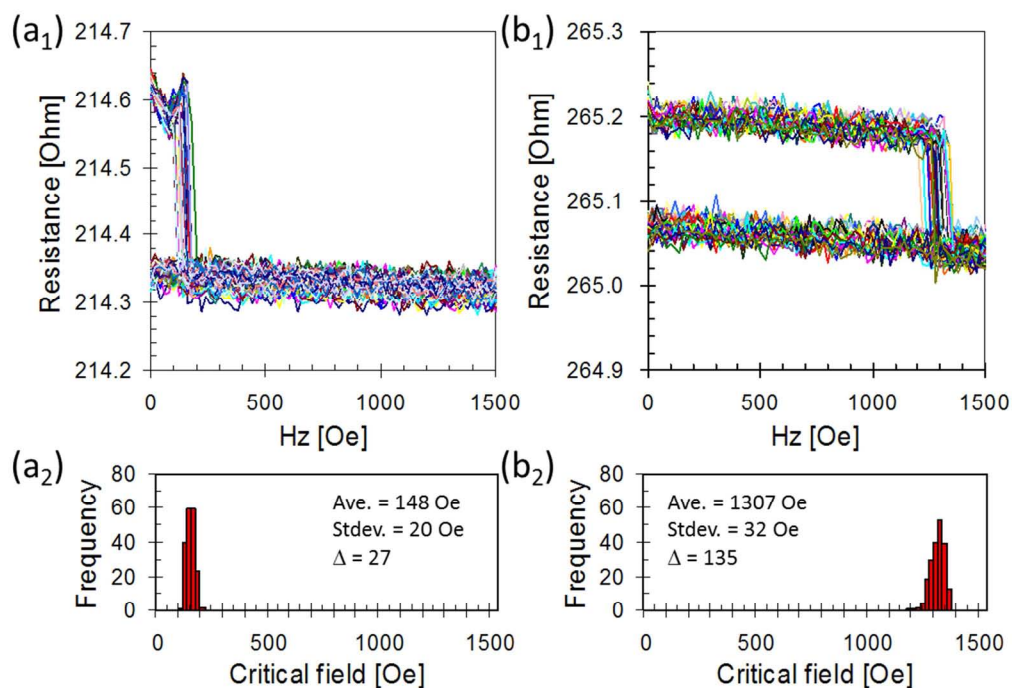 (a1)
214.7
214.6
214.5
214.4
214.3
214.2
Resistance [Ohm]
0 500 1000 1500
Hz [Oe]
(b1)
265.3
265.2
265.1
265.0
264.9
Resistance [Ohm]
0 500 1000 1500
Hz [Oe]
(a2)
80
60
40
20
0
Frequency
Ave. = 148 Oe
Stdev. = 20 Oe
Δ = 27
0 500 1000 1500
Critical field [Oe]
(b2)
80
60
40
20
0
Frequency
Ave. = 1307 Oe
Stdev. = 32 Oe
Δ = 135
0 500 1000 1500
Critical field [Oe]